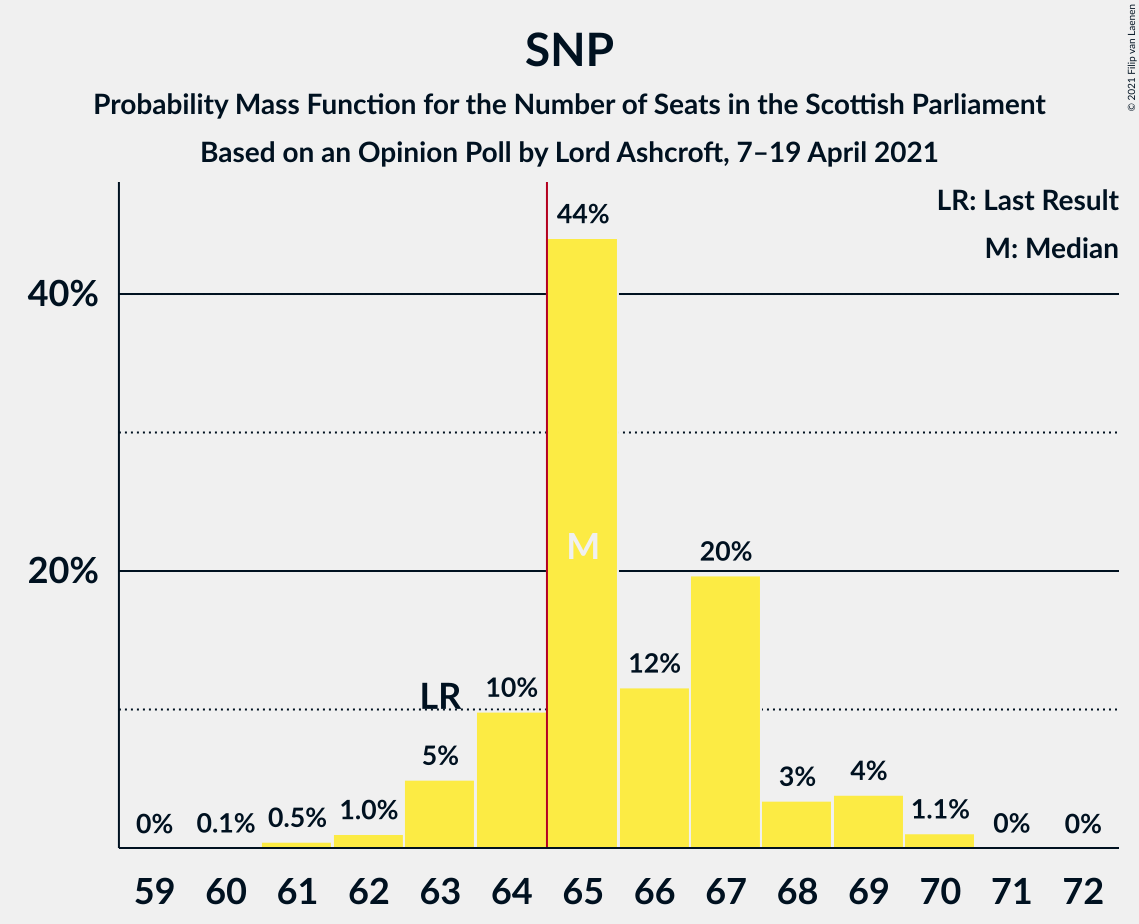 SNP
Probability Mass Function for the Number of Seats in the Scottish Parliament
Based on an Opinion Poll by Lord Ashcroft, 7–19 April 2021
© 2021 Filip van Laenen
LR: Last Result
M: Median
40%
20%
0%
0.1%
0.5%
1.0%
5%
LR
10%
44%
M
12%
20%
3%
4%
1.1%
0%
0%
59 60 61 62 63 64 65 66 67 68 69 70 71 72